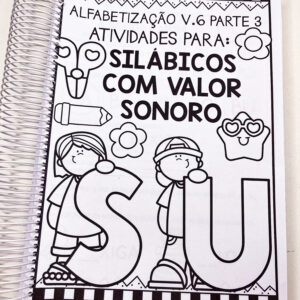 ALFABETIZAÇÃO V.6 PARTE 3
ATIVIDADES PARA:
SILÁBICOS
COM VALOR
SONORO
S U